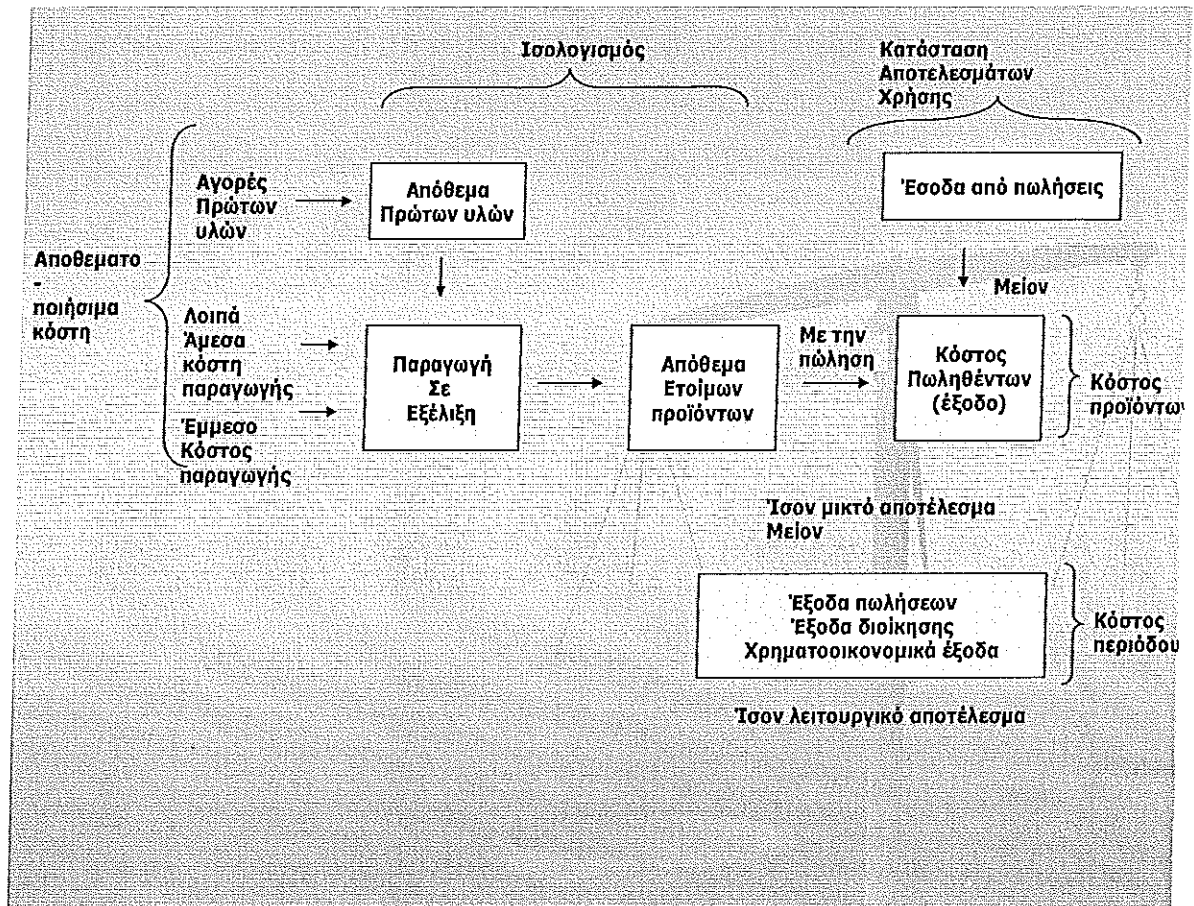 Ισολογισμός
Κατάσταση
Αποτελεσμάτων
Χρήσης
Αγορές
Πρώτων
υλών
Απόθεμα
Πρώτων υλών
Έσοδα από πωλήσεις
Αποθεματο
-
ποιήσιμα
κόστη
Μείον
Λοιπά
Άμεσα
κόστη
παραγωγής
Έμμεσο
Κόστος
παραγωγής
Παραγωγή
Σε
Εξέλιξη
Απόθεμα
Ετοίμων
προϊόντων
Με την
πώληση
Κόστος
Πωληθέντων
(έξοδο)
Κόστος
προϊόντων
Ίσον μικτό αποτέλεσμα
Μείον
Έξοδα πωλήσεων
Έξοδα διοίκησης
Χρηματοοικονομικά έξοδα
Κόστος
περιόδου
Ίσον λειτουργικό αποτέλεσμα